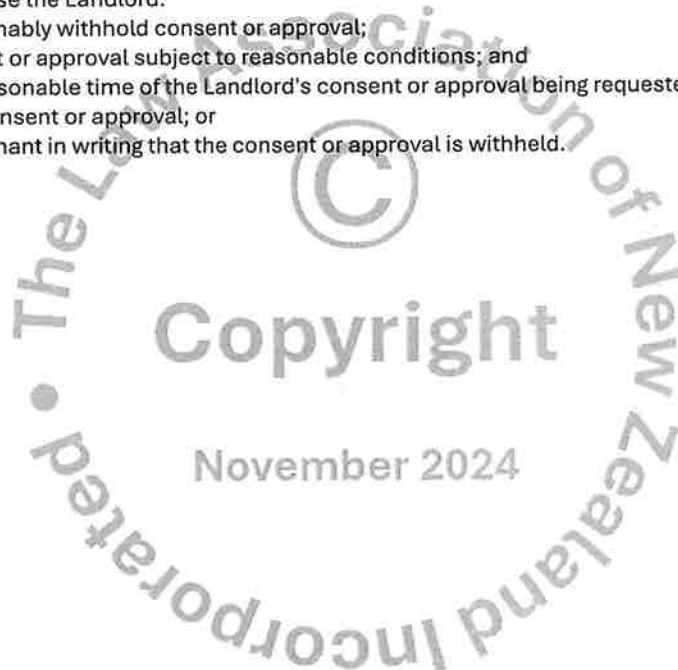 se the Landlord:
nably withhold consent or approval;
t or approval subject to reasonable conditions; and
sonable time of the Landlord's consent or approval being requeste
nsent or approval; or
nant in writing that the consent or approval is withheld.
The Law Association of New Zealand Incorporated •
©
Copyright
November 2024